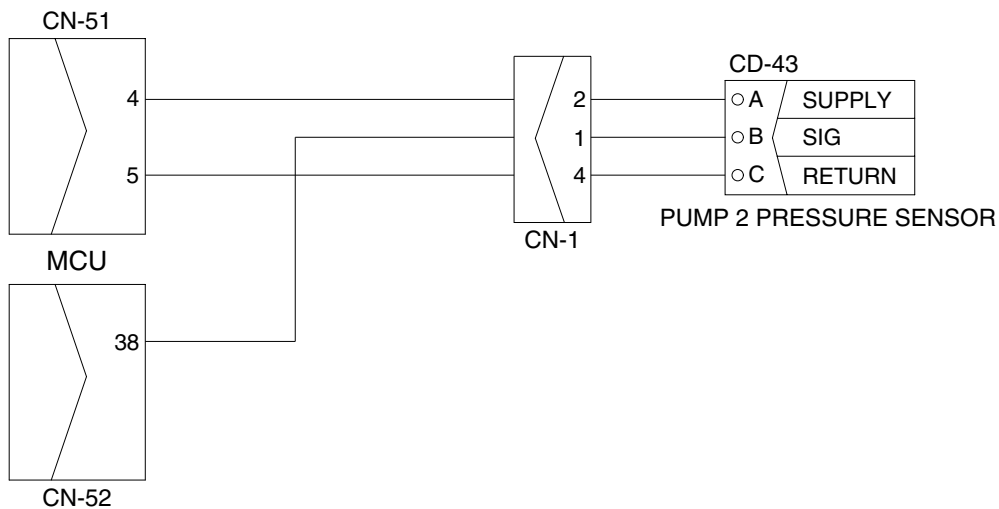 CN-51
4
5
MCU
38
CN-52
2
1
4
CN-1
CD-43
A SUPPLY
B SIG
C RETURN
PUMP 2 PRESSURE SENSOR